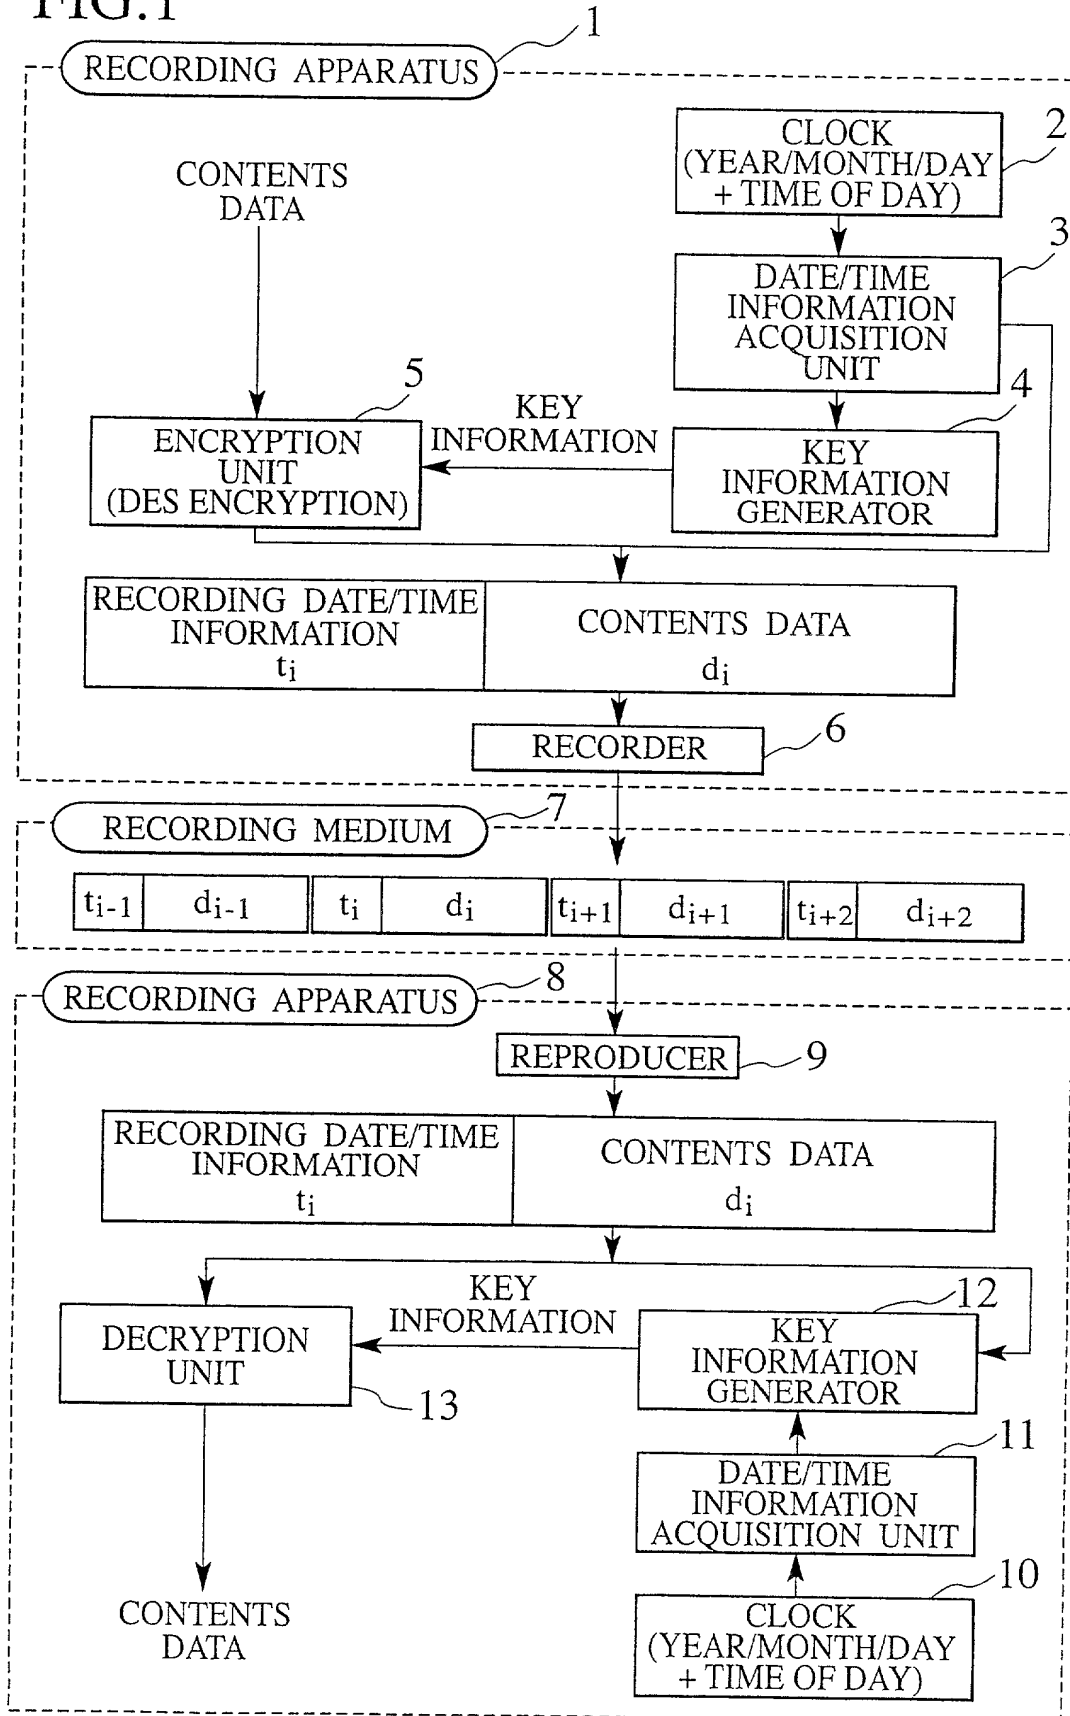 FIG.1
RECORDING APPARATUS
1
CLOCK
(YEAR/MONTH/DAY
+ TIME OF DAY)
2
CONTENTS
DATA
DATE/TIME
INFORMATION
ACQUISITION
UNIT
3
5
KEY
INFORMATION
4
ENCRYPTION
UNIT
(DES ENCRYPTION)
KEY
INFORMATION
GENERATOR
RECORDING DATE/TIME
INFORMATION
ti
CONTENTS DATA
di
RECORDER
6
RECORDING MEDIUM
7
ti-1 di-1 ti di ti+1 di+1 ti+2 di+2
RECORDING APPARATUS
8
REPRODUCER
9
RECORDING DATE/TIME
INFORMATION
ti
CONTENTS DATA
di
KEY
INFORMATION
12
DECRYPTION
UNIT
13
KEY
INFORMATION
GENERATOR
11
DATE/TIME
INFORMATION
ACQUISITION UNIT
10
CONTENTS
DATA
CLOCK
(YEAR/MONTH/DAY
+ TIME OF DAY)